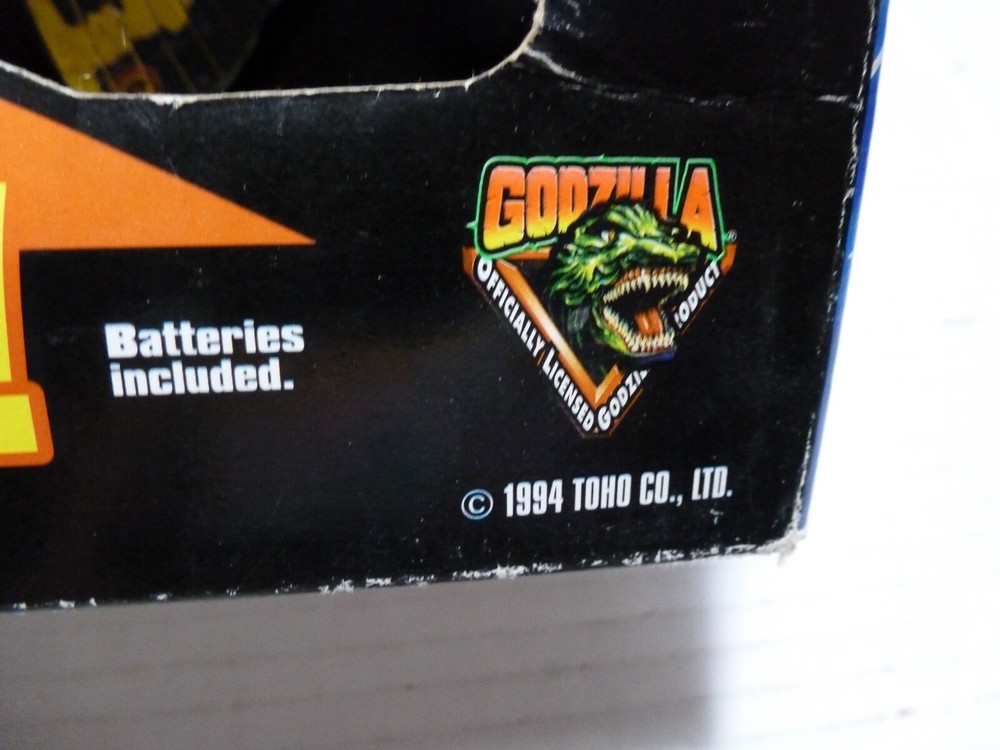 GODZILLA
®
OFFICIALLY LICENSED GODZILLA PRODUCT
Batteries
included.
© 1994 TOHO CO., LTD.